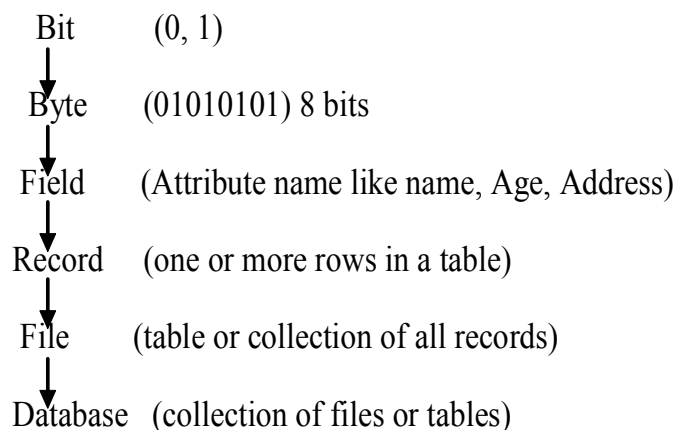 Bit (0, 1)
Byte (01010101) 8 bits
Field (Attribute name like name, Age, Address)
Record (one or more rows in a table)
File (table or collection of all records)
Database (collection of files or tables)